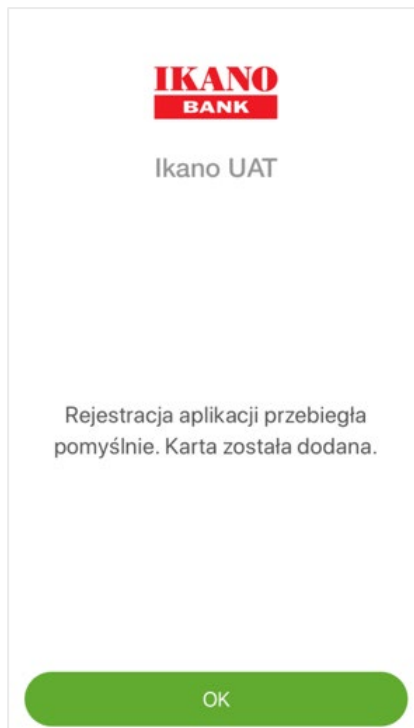 IKANO
BANK
Ikano UAT
Rejestracja aplikacji przebiegła
pomyślnie. Karta została dodana.
OK